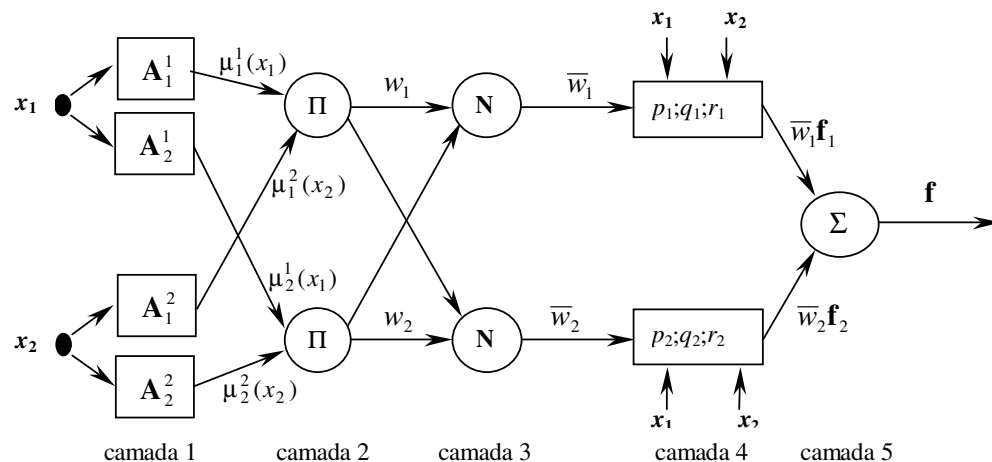 x₁ x₂
A₁¹ μ₁¹(x₁) Π w₁ N w̅₁ p₁;q₁;r₁
x₁
A₂¹ μ₁²(x₂) w̅₁f₁
f
Σ
A₁² μ₂¹(x₁) w̅₂f₂
x₂ Π w₂ N w̅₂ p₂;q₂;r₂
A₂² μ₂²(x₂)
x₁ x₂
camada 1 camada 2 camada 3 camada 4 camada 5